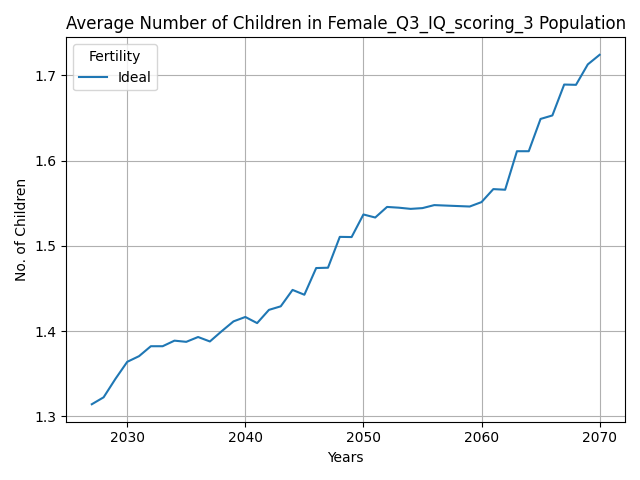 Average Number of Children in Female_Q3_IQ_scoring_3 Population
Fertility
Ideal
No. of Children
1.7
1.6
1.5
1.4
1.3
2030 2040 2050 2060 2070
Years